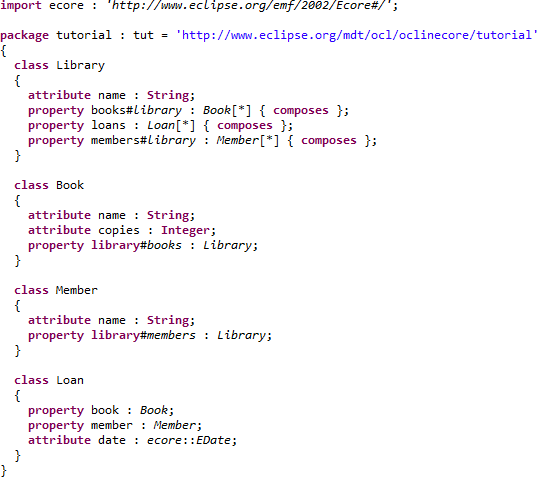 import ecore : 'http://www.eclipse.org/emf/2002/Ecore#/';
package tutorial : tut = 'http://www.eclipse.org/mdt/ocl/oclinecore/tutorial'
{
class Library
{
attribute name : String;
property books#library : Book[*] { composes };
property loans : Loan[*] { composes };
property members#library : Member[*] { composes };
}
class Book
{
attribute name : String;
attribute copies : Integer;
property library#books : Library;
}
class Member
{
attribute name : String;
property library#members : Library;
}
class Loan
{
property book : Book;
property member : Member;
attribute date : ecore::EDate;
}
}